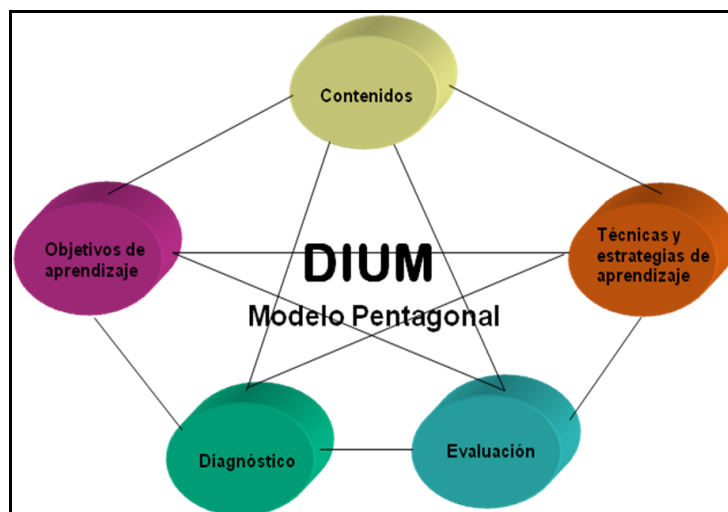 Contenidos
Objetivos de
aprendizaje
Técnicas y
estrategias de
aprendizaje
DIUM
Modelo Pentagonal
Diagnóstico
Evaluación